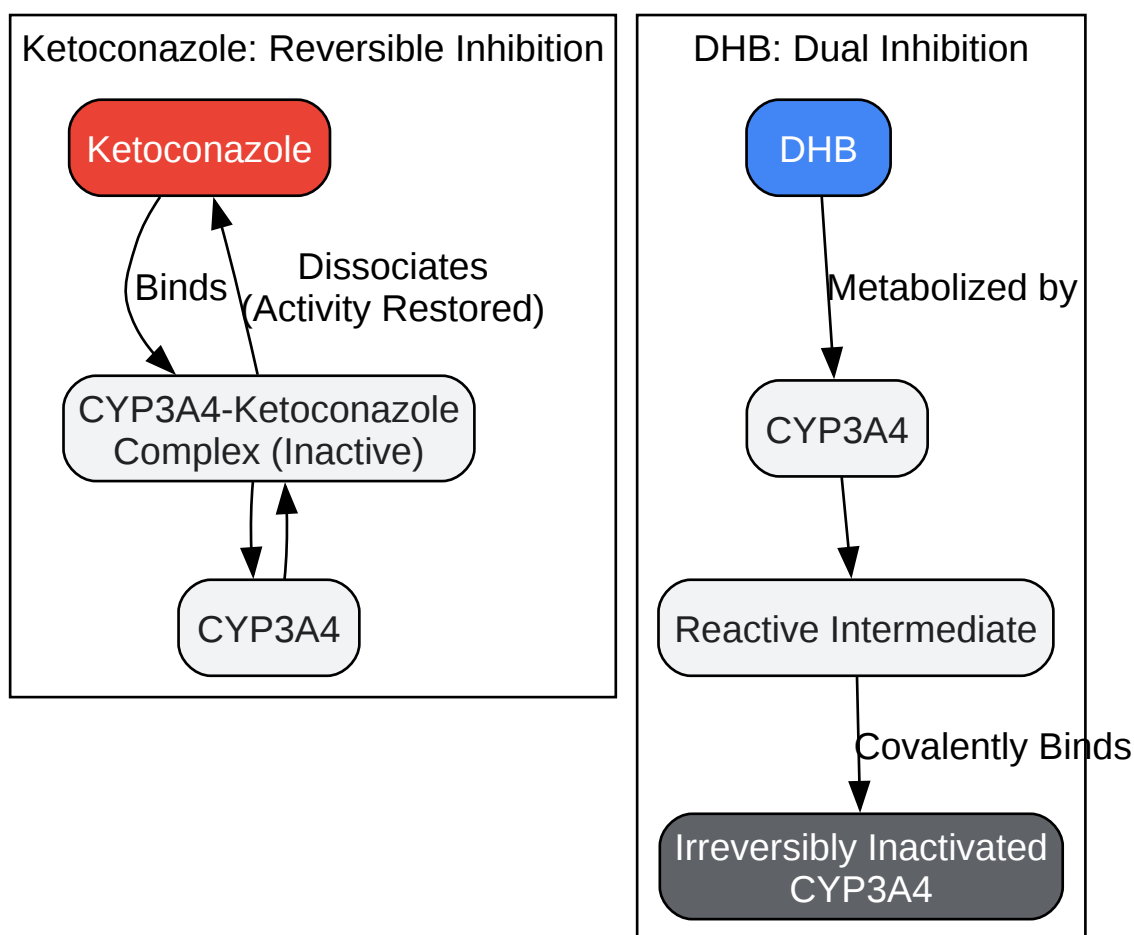 Ketoconazole: Reversible Inhibition
Ketoconazole
Binds
Dissociates
(Activity Restored)
CYP3A4-Ketoconazole
Complex (Inactive)
CYP3A4
DHB: Dual Inhibition
DHB
Metabolized by
CYP3A4
Reactive Intermediate
Covalently Binds
Irreversibly Inactivated
CYP3A4